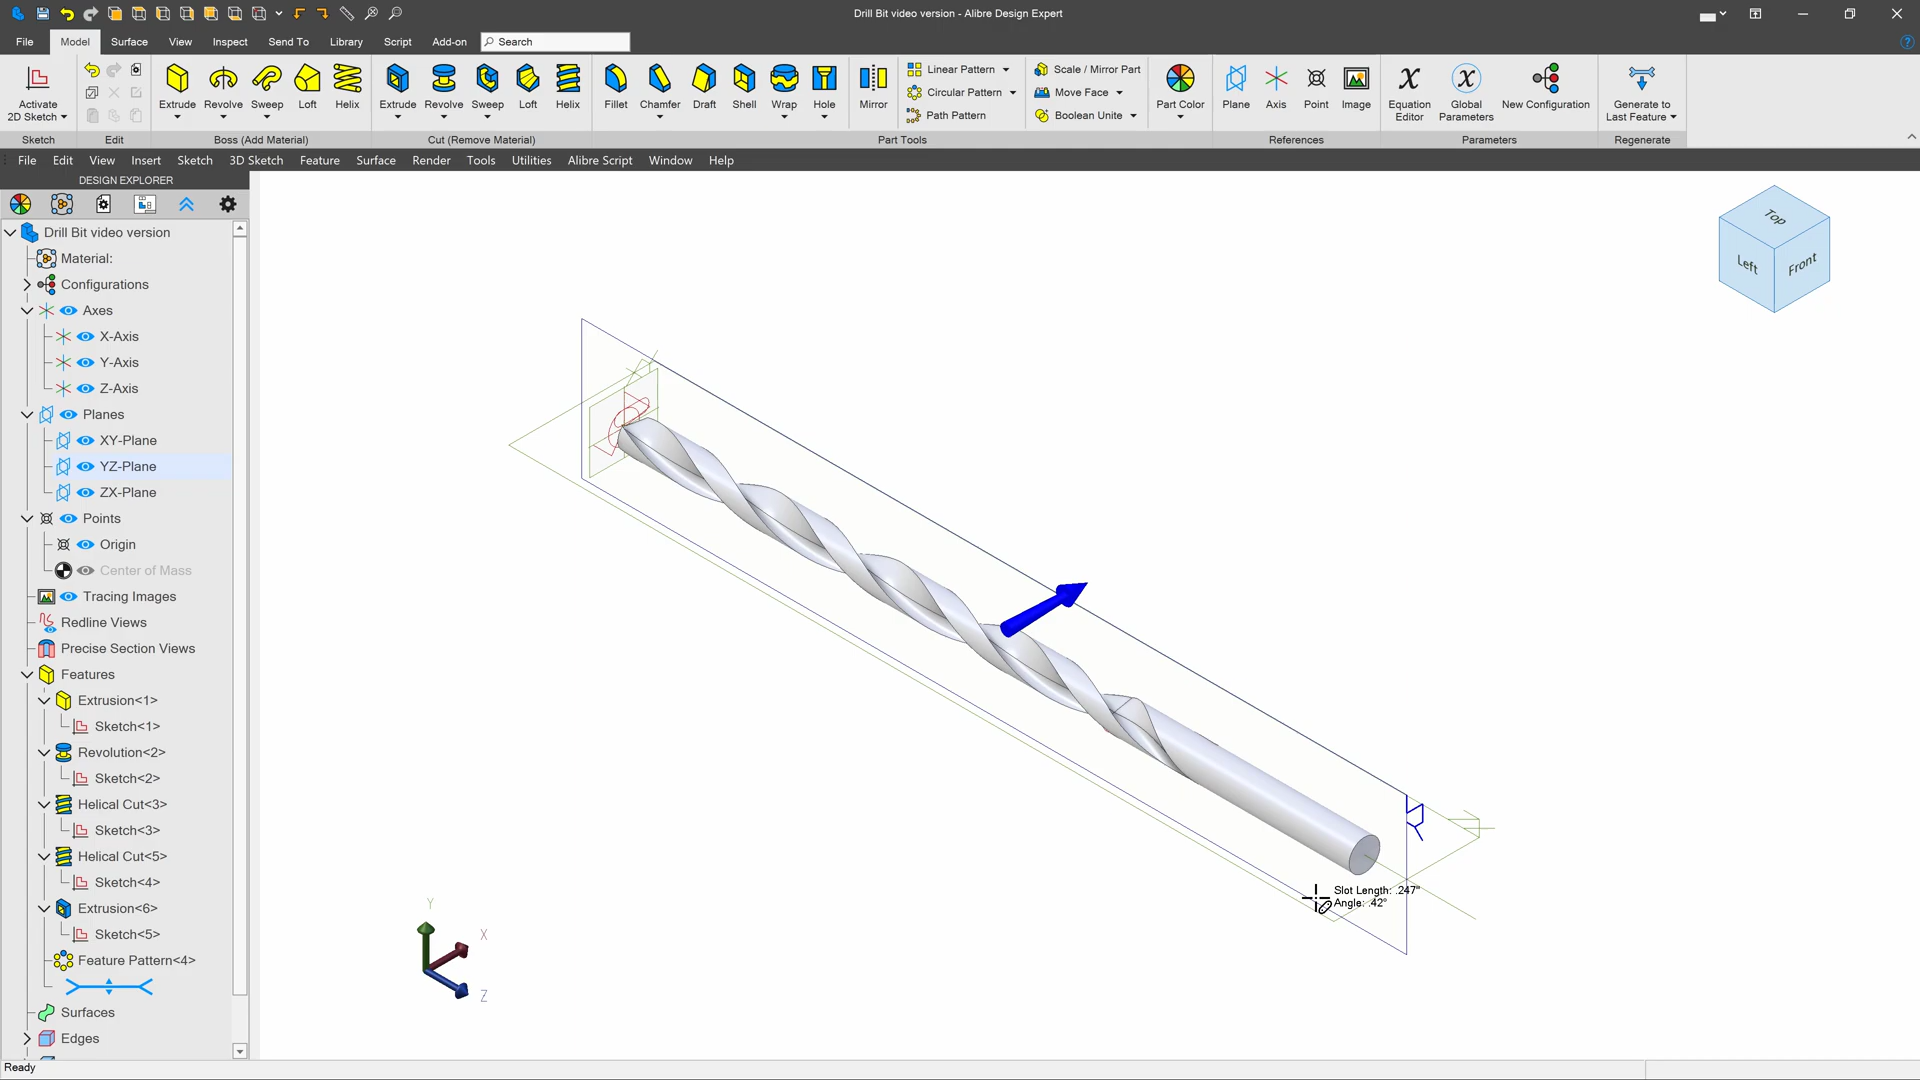 Drill Bit video version - Alibre Design Expert
File Model Surface View Inspect Send To Library Script Add-on Search
Activate
2D Sketch
Extrude Revolve Sweep Loft Helix
Extrude Revolve Sweep Loft Helix
Fillet Chamfer Draft Shell Wrap Hole
Mirror
Linear Pattern
Circular Pattern
Path Pattern
Scale / Mirror Part
Move Face
Boolean Unite
Part Color
Plane Axis Point Image
Equation
Editor
Global
Parameters
New Configuration
Generate to
Last Feature
Sketch Edit Boss (Add Material) Cut (Remove Material) Part Tools References Parameters Regenerate
File Edit View Insert Sketch 3D Sketch Feature Surface Render Tools Utilities Alibre Script Window Help
DESIGN EXPLORER
Drill Bit video version
Material:
Configurations
Axes
X-Axis
Y-Axis
Z-Axis
Planes
XY-Plane
YZ-Plane
ZX-Plane
Points
Origin
Center of Mass
Tracing Images
Redline Views
Precise Section Views
Features
Extrusion<1>
Sketch<1>
Revolution<2>
Sketch<2>
Helical Cut<3>
Sketch<3>
Helical Cut<5>
Sketch<4>
Extrusion<6>
Sketch<5>
Feature Pattern<4>
Surfaces
Edges
Top
Left
Front
Slot Length: .247"
Angle: .42°
Y
X
Z
Ready